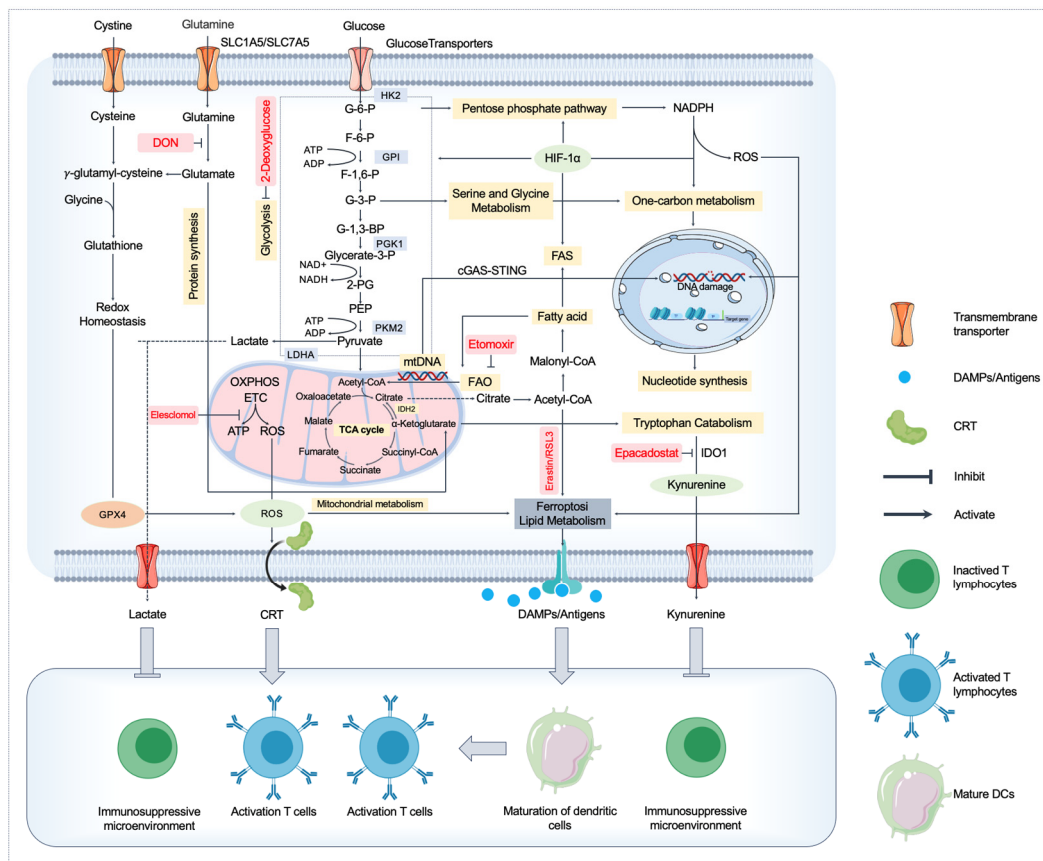 Cystine
Glutamine
SLC1A5/SLC7A5
Glucose
GlucoseTransporters
HK2
G-6-P
Pentose phosphate pathway
NADPH
Cysteine
Glutamine
2-Deoxyglucose
F-6-P
DON
ATP
ADP
GPI
HIF-1α
ROS
γ-glutamyl-cysteine
Glutamate
F-1,6-P
Glycine
G-3-P
Serine and Glycine
Metabolism
One-carbon metabolism
Protein synthesis
Glycolysis
G-1,3-BP
PGK1
Glutathione
Glycerate-3-P
FAS
NAD+
NADH
2-PG
cGAS-STING
DNA damage
Target gene
Redox
Homeostasis
PEP
ATP
ADP
PKM2
Fatty acid
Lactate
Pyruvate
Etomoxir
LDHA
mtDNA
Malonyl-CoA
OXPHOS
ETC
Acetyl-CoA
FAO
Nucleotide synthesis
Oxaloacetate
Citrate
Citrate
Acetyl-CoA
IDH2
Elesclomol
Malate
α-Ketoglutarate
ATP
ROS
TCA cycle
Tryptophan Catabolism
Fumarate
Succinyl-CoA
Succinate
Erastin/RSL3
Epacadostat
IDO1
Kynurenine
Mitochondrial metabolism
GPX4
ROS
Ferroptosi
Lipid Metabolism
Lactate
CRT
DAMPs/Antigens
Kynurenine
Immunosuppressive
microenvironment
Activation T cells
Activation T cells
Maturation of dendritic
cells
Immunosuppressive
microenvironment
Transmembrane
transporter
DAMPs/Antigens
CRT
Inhibit
Activate
Inactived T
lymphocytes
Activated T
lymphocytes
Mature DCs